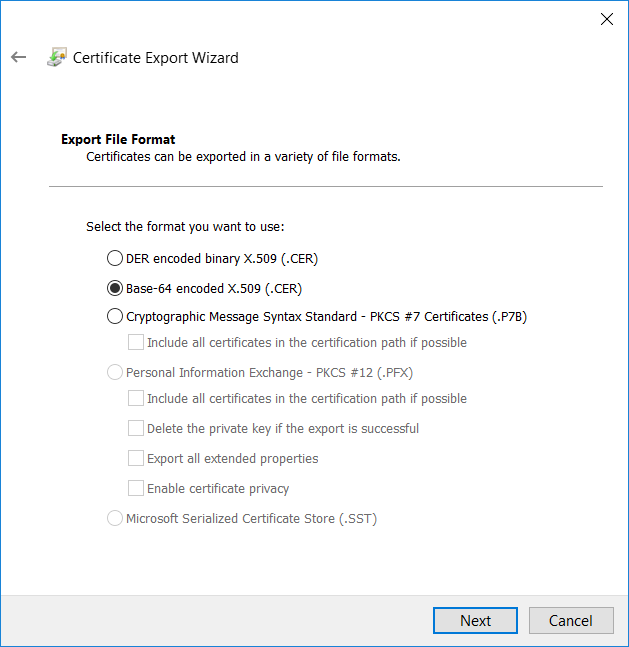 Certificate Export Wizard
Export File Format
Certificates can be exported in a variety of file formats.
Select the format you want to use:
DER encoded binary X.509 (.CER)
Base-64 encoded X.509 (.CER)
Cryptographic Message Syntax Standard - PKCS #7 Certificates (.P7B)
Include all certificates in the certification path if possible
Personal Information Exchange - PKCS #12 (.PFX)
Include all certificates in the certification path if possible
Delete the private key if the export is successful
Export all extended properties
Enable certificate privacy
Microsoft Serialized Certificate Store (.SST)
Next Cancel